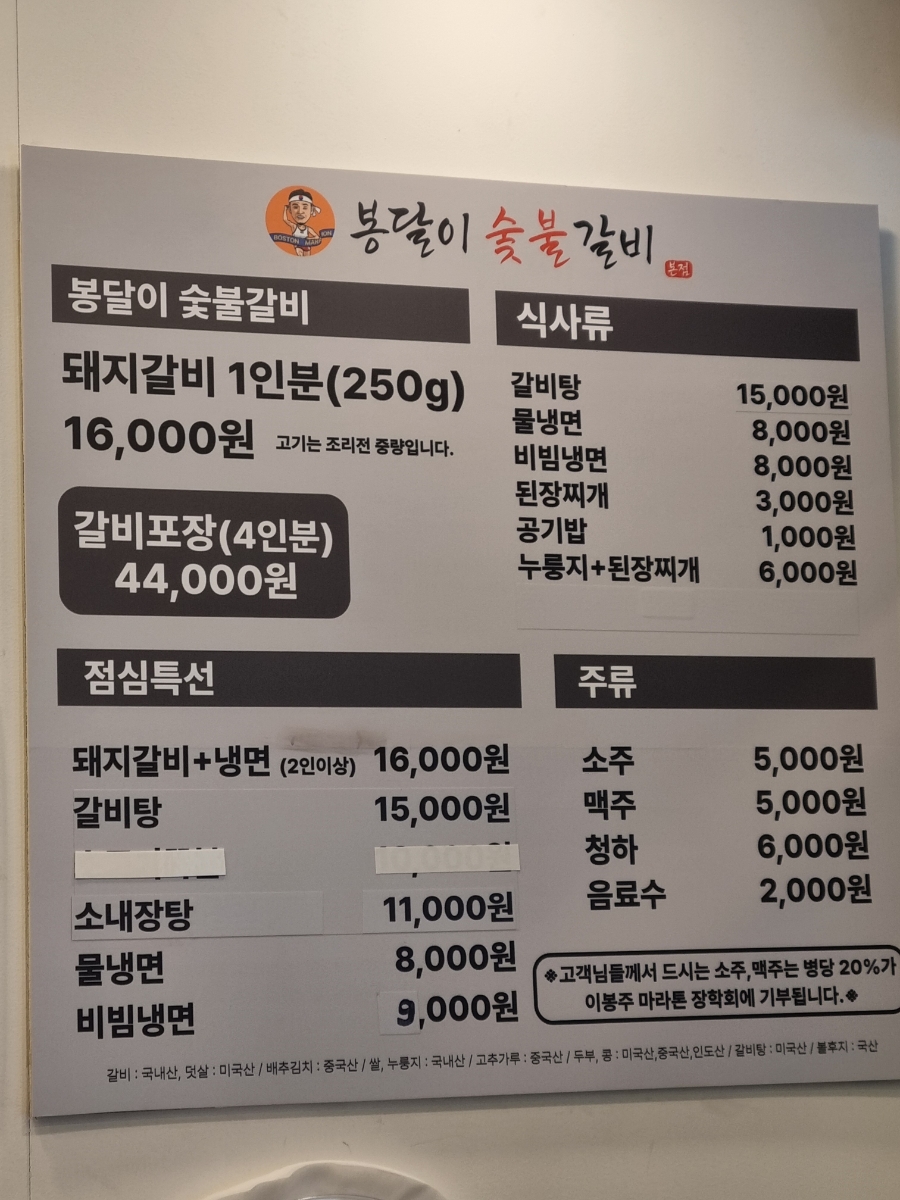 BOSTON MARATHON
봉달이 숯불갈비
본점
봉달이 숯불갈비
돼지갈비 1인분(250g)
16,000원 고기는 조리전 중량입니다.
갈비포장(4인분)
44,000원
식사류
갈비탕 15,000원
물냉면 8,000원
비빔냉면 8,000원
된장찌개 3,000원
공기밥 1,000원
누룽지+된장찌개 6,000원
점심특선
돼지갈비+냉면 (2인이상) 16,000원
갈비탕 15,000원
소내장탕 11,000원
물냉면 8,000원
비빔냉면 9,000원
주류
소주 5,000원
맥주 5,000원
청하 6,000원
음료수 2,000원
※고객님들께서 드시는 소주,맥주는 병당 20%가
이봉주 마라톤 장학회에 기부됩니다.※
갈비 : 국내산, 덧살 : 미국산 / 배추김치 : 중국산 / 쌀, 누룽지 : 국내산 / 고추가루 : 중국산 / 두부, 콩 : 미국산,중국산,인도산 / 갈비탕 : 미국산 / 볼후지 : 국산